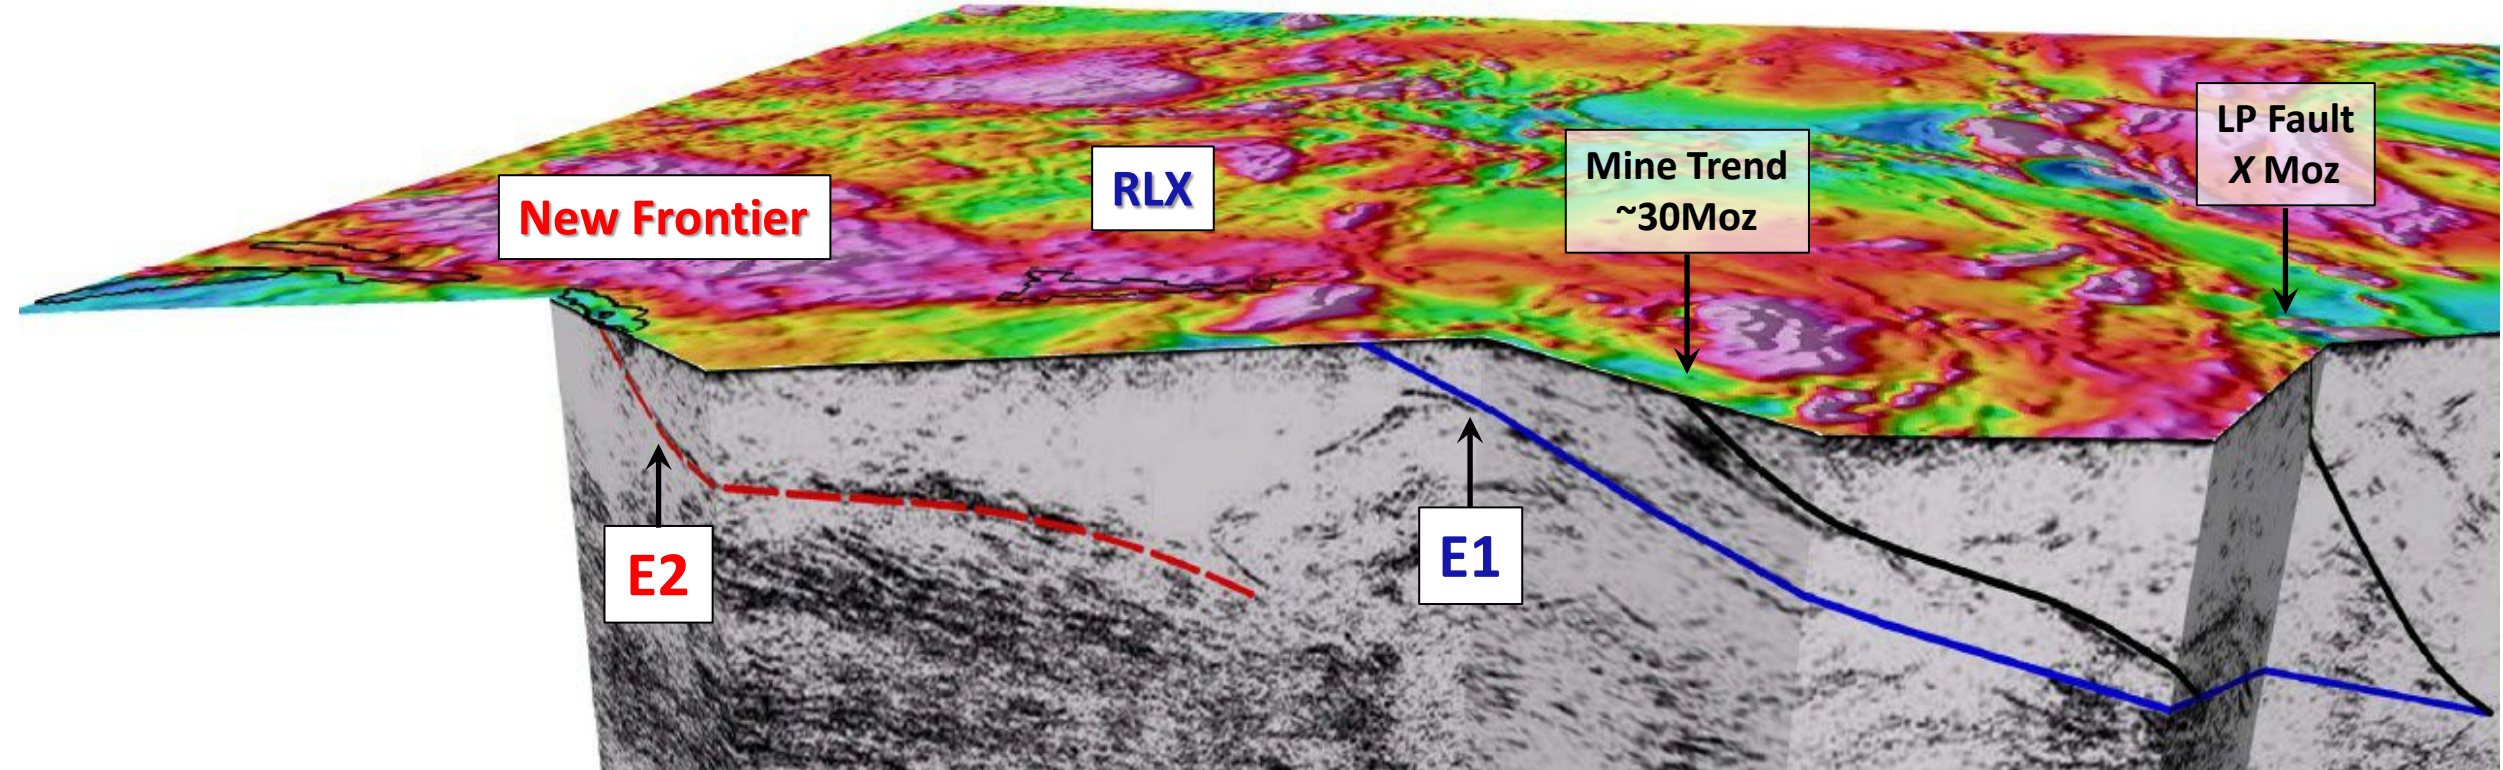 New Frontier
RLX
Mine Trend
~30Moz
LP Fault
X Moz
E2
E1